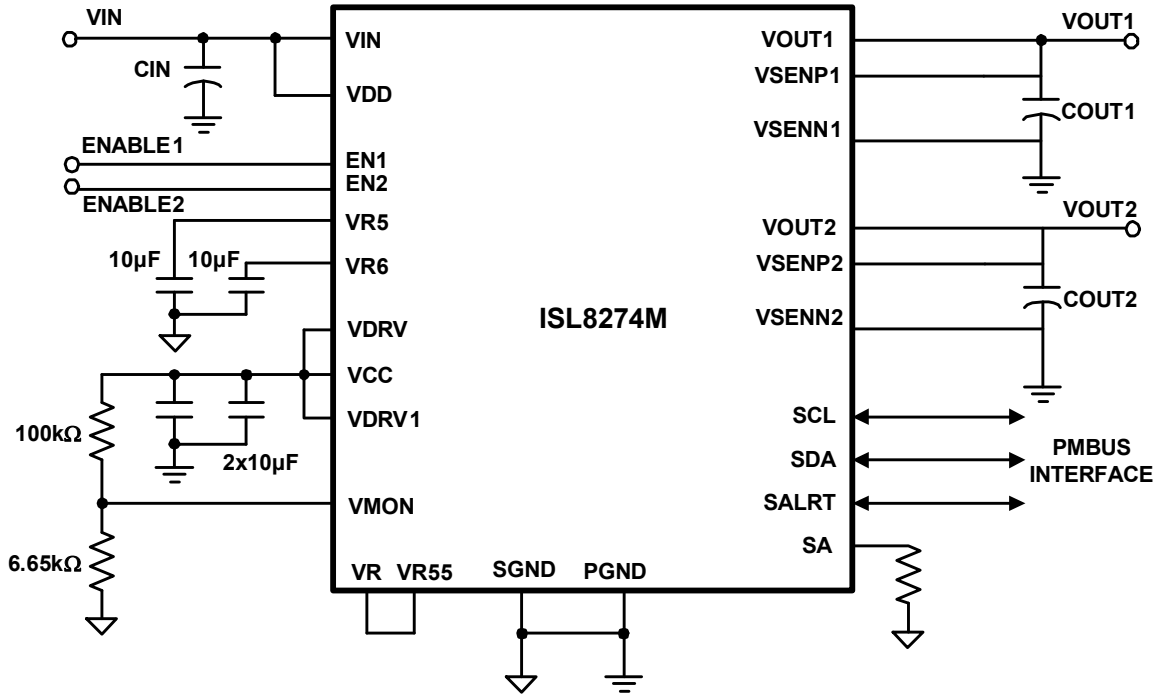 VIN
VIN
CIN
VDD
ENABLE1
EN1
EN2
ENABLE2
VR5
10µF 10µF
VR6
VDRV
VCC
VDRV1
100kΩ
2x10µF
VMON
6.65kΩ
VR VR55 SGND PGND
ISL8274M
VOUT1
VOUT1
VSENP1
COUT1
VSENN1
VOUT2
VOUT2
VSENP2
COUT2
VSENN2
SCL
SDA
SALRT
PMBUS
INTERFACE
SA